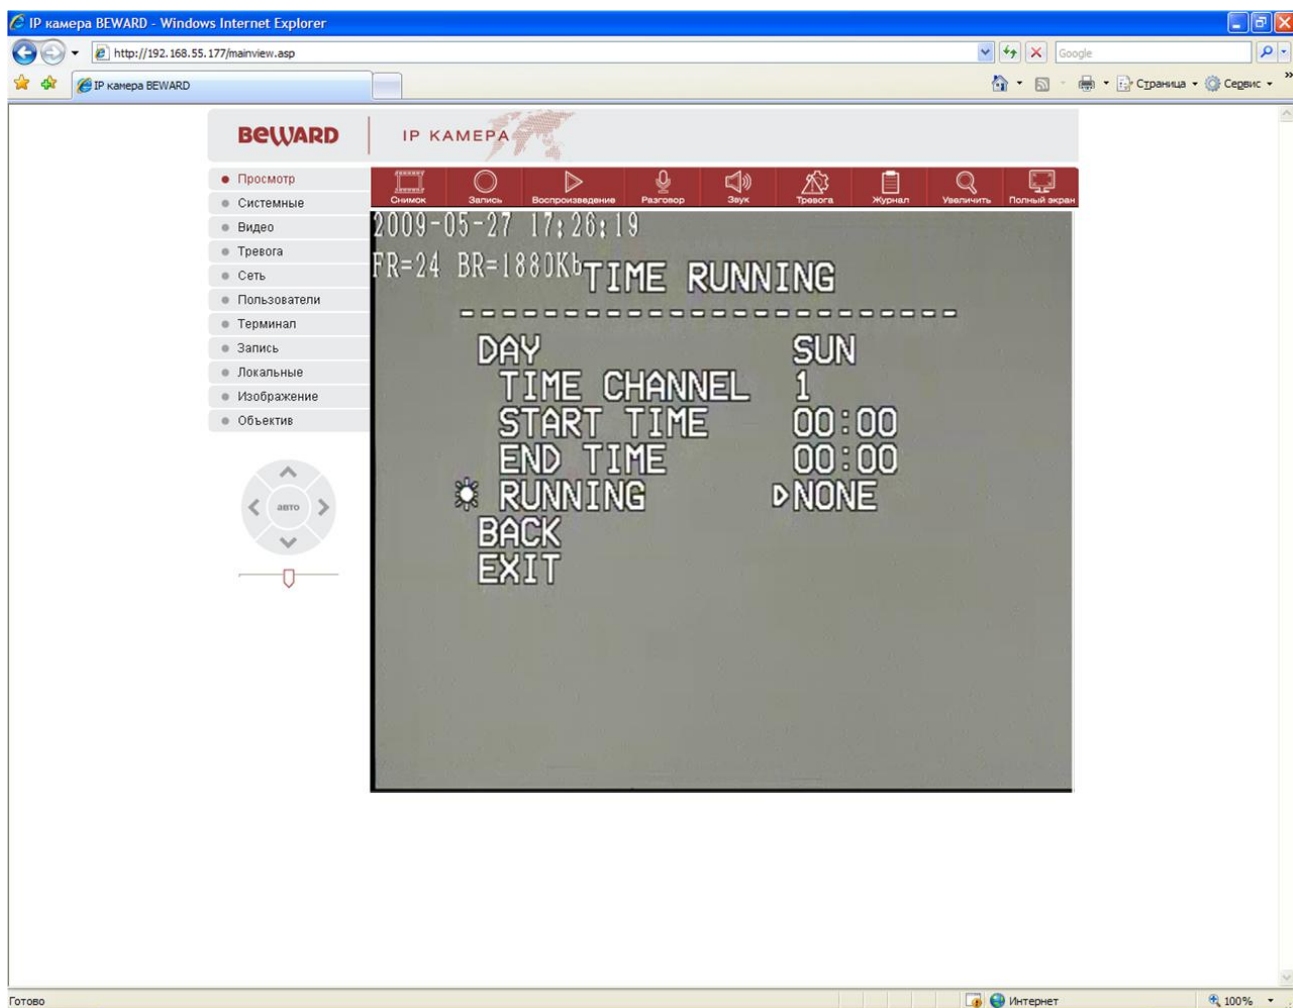 IP камера BEWARD - Windows Internet Explorer
http://192.168.55.177/mainview.asp
Google
IP камера BEWARD
Страница
Сервис
BEWARD
IP КАМЕРА
Просмотр
Системные
Видео
Тревога
Сеть
Пользователи
Терминал
Запись
Локальные
Изображение
Объектив
авто
Снимок Запись Воспроизведение Разговор Звук Тревога Журнал Увеличить Полный экран
2009-05-27 17:26:19
FR=24 BR=1880Kb
TIME RUNNING
DAY SUN
TIME CHANNEL 1
START TIME 00:00
END TIME 00:00
RUNNING NONE
BACK
EXIT
Готово
Интернет
100%